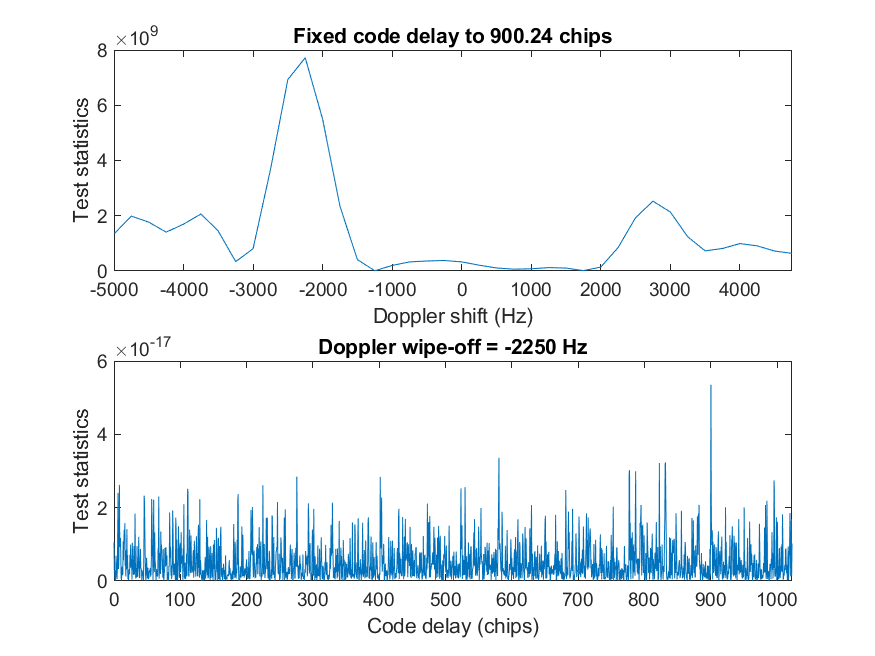 Fixed code delay to 900.24 chips
×10^9
8
6
4
2
0
Test statistics
-5000 -4000 -3000 -2000 -1000 0 1000 2000 3000 4000
Doppler shift (Hz)
Doppler wipe-off = -2250 Hz
×10^-17
6
4
2
0
Test statistics
0 100 200 300 400 500 600 700 800 900 1000
Code delay (chips)